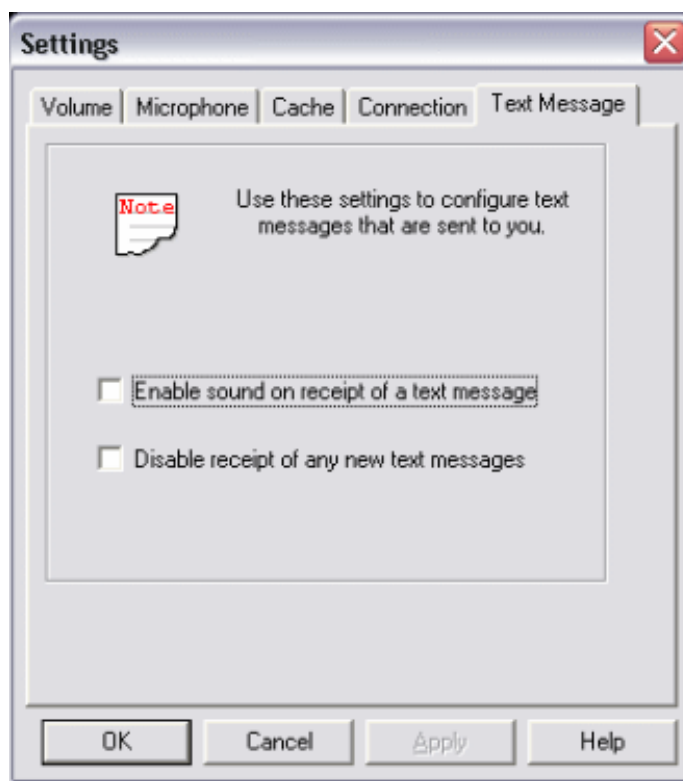 Settings
Volume Microphone Cache Connection Text Message
Note
Use these settings to configure text
messages that are sent to you.
Enable sound on receipt of a text message
Disable receipt of any new text messages
OK Cancel Apply Help